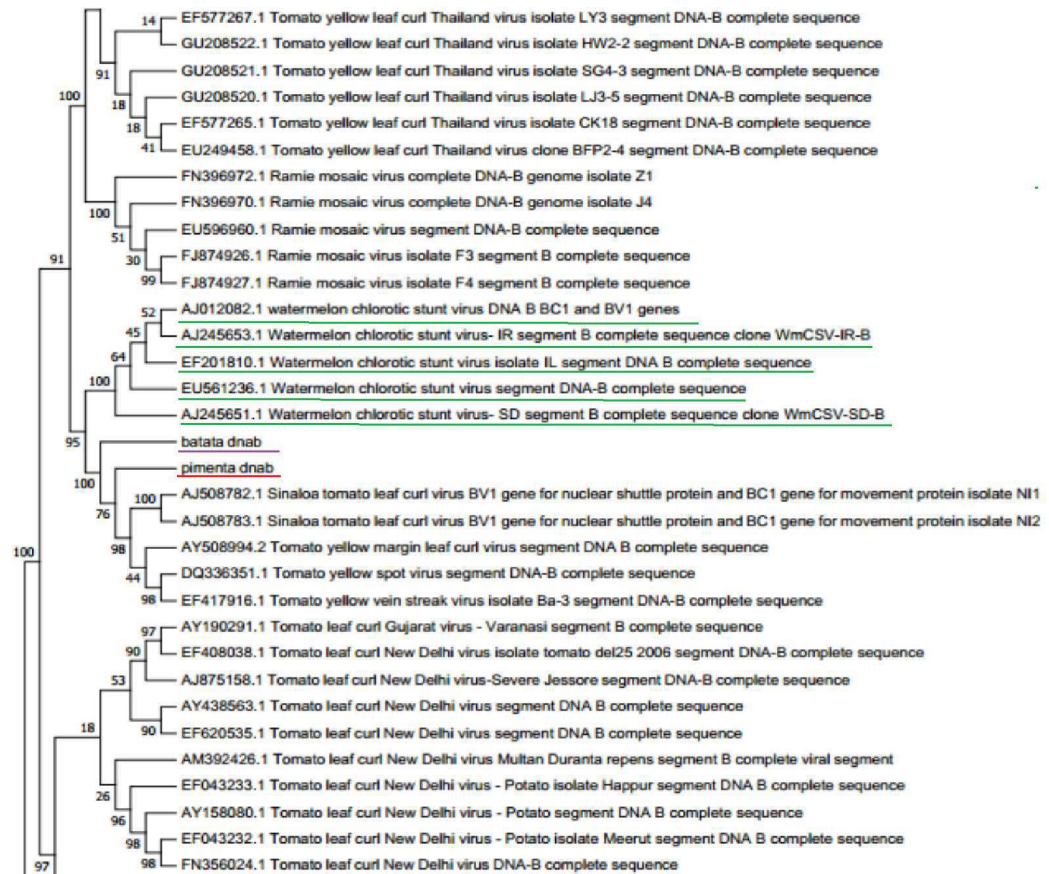 EF577267.1 Tomato yellow leaf curl Thailand virus isolate LY3 segment DNA-B complete sequence
14
GU208522.1 Tomato yellow leaf curl Thailand virus isolate HW2-2 segment DNA-B complete sequence
91
GU208521.1 Tomato yellow leaf curl Thailand virus isolate SG4-3 segment DNA-B complete sequence
100
GU208520.1 Tomato yellow leaf curl Thailand virus isolate LJ3-5 segment DNA-B complete sequence
18
EF577265.1 Tomato yellow leaf curl Thailand virus isolate CK18 segment DNA-B complete sequence
18
EU249458.1 Tomato yellow leaf curl Thailand virus clone BFP2-4 segment DNA-B complete sequence
41
FN396972.1 Ramie mosaic virus complete DNA-B genome isolate Z1
FN396970.1 Ramie mosaic virus complete DNA-B genome isolate J4
100
EU596960.1 Ramie mosaic virus segment DNA-B complete sequence
51
FJ874926.1 Ramie mosaic virus isolate F3 segment B complete sequence
30
91
FJ874927.1 Ramie mosaic virus isolate F4 segment B complete sequence
99
AJ012082.1 watermelon chlorotic stunt virus DNA B BC1 and BV1 genes
52
AJ245653.1 Watermelon chlorotic stunt virus- IR segment B complete sequence clone WmCSV-IR-B
45
EF201810.1 Watermelon chlorotic stunt virus isolate IL segment DNA B complete sequence
64
EU561236.1 Watermelon chlorotic stunt virus segment DNA-B complete sequence
100
AJ245651.1 Watermelon chlorotic stunt virus- SD segment B complete sequence clone WmCSV-SD-B
95
batata dnab
pimenta dnab
100
AJ508782.1 Sinaloa tomato leaf curl virus BV1 gene for nuclear shuttle protein and BC1 gene for movement protein isolate NI1
100
76
AJ508783.1 Sinaloa tomato leaf curl virus BV1 gene for nuclear shuttle protein and BC1 gene for movement protein isolate NI2
98
AY508994.2 Tomato yellow margin leaf curl virus segment DNA B complete sequence
100
DQ336351.1 Tomato yellow spot virus segment DNA-B complete sequence
44
EF417916.1 Tomato yellow vein streak virus isolate Ba-3 segment DNA-B complete sequence
98
AY190291.1 Tomato leaf curl Gujarat virus - Varanasi segment B complete sequence
97
EF408038.1 Tomato leaf curl New Delhi virus isolate tomato del25 2006 segment DNA-B complete sequence
90
AJ875158.1 Tomato leaf curl New Delhi virus-Severe Jessore segment DNA-B complete sequence
53
AY438563.1 Tomato leaf curl New Delhi virus segment DNA B complete sequence
18
EF620535.1 Tomato leaf curl New Delhi virus segment DNA B complete sequence
90
AM392426.1 Tomato leaf curl New Delhi virus Multan Duranta repens segment B complete viral segment
EF043233.1 Tomato leaf curl New Delhi virus - Potato isolate Happur segment DNA B complete sequence
26
AY158080.1 Tomato leaf curl New Delhi virus - Potato segment DNA B complete sequence
96
EF043232.1 Tomato leaf curl New Delhi virus - Potato isolate Meerut segment DNA B complete sequence
98
FN356024.1 Tomato leaf curl New Delhi virus DNA-B complete sequence
98
97